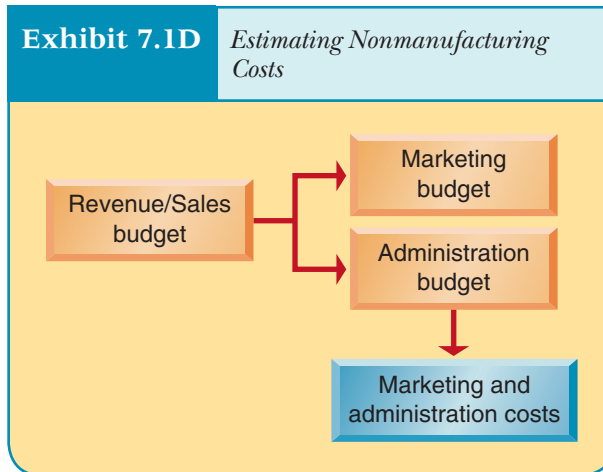 Exhibit 7.1D
Estimating Nonmanufacturing
Costs
Revenue/Sales
budget
Marketing
budget
Administration
budget
Marketing and
administration costs